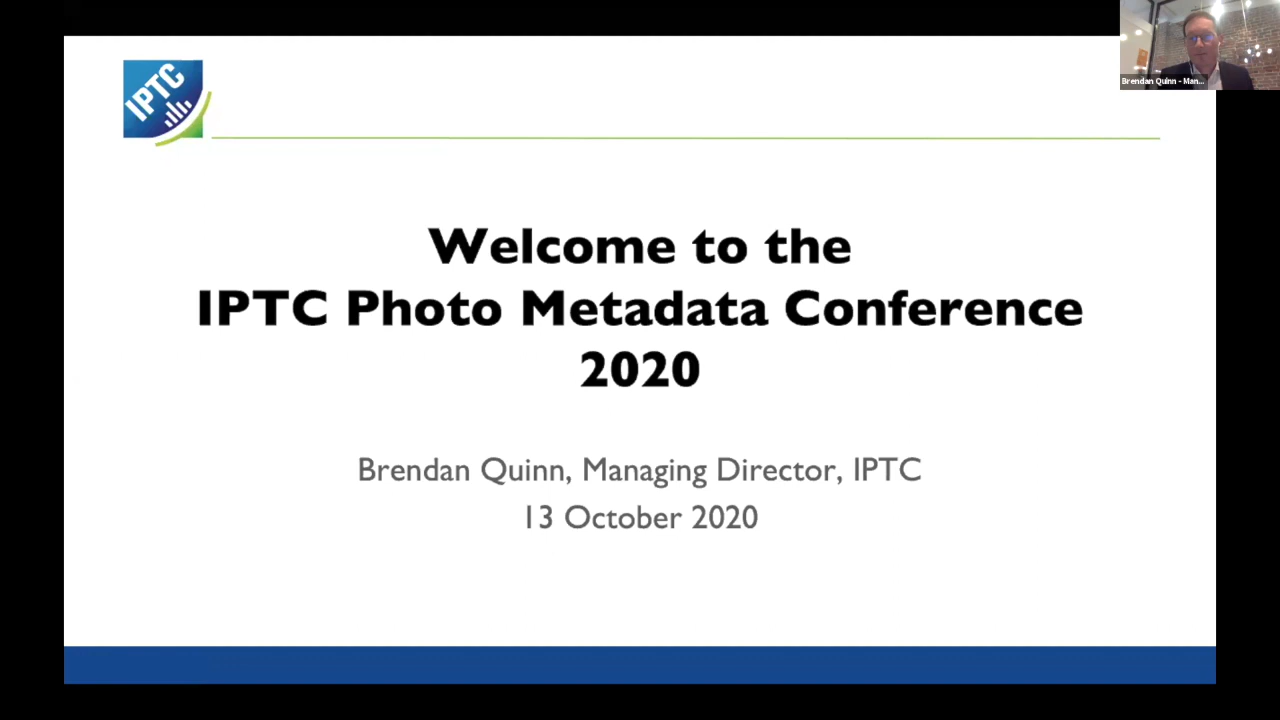 IPTC
Brendan Quinn - Man...
Welcome to the
IPTC Photo Metadata Conference
2020
Brendan Quinn, Managing Director, IPTC
13 October 2020